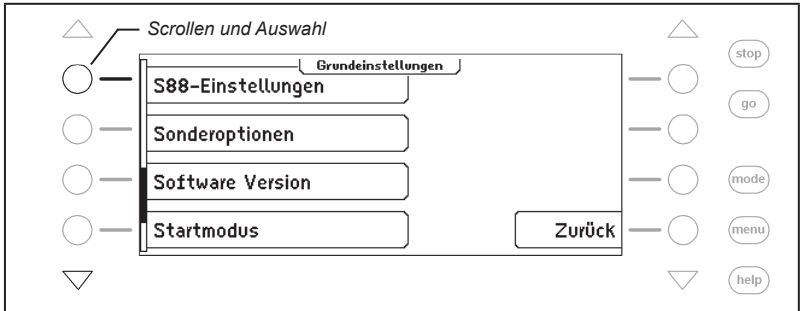 Scrollen und Auswahl
Grundeinstellungen
S88-Einstellungen
Sonderoptionen
Software Version
Startmodus
Zurück
stop
go
mode
menu
help